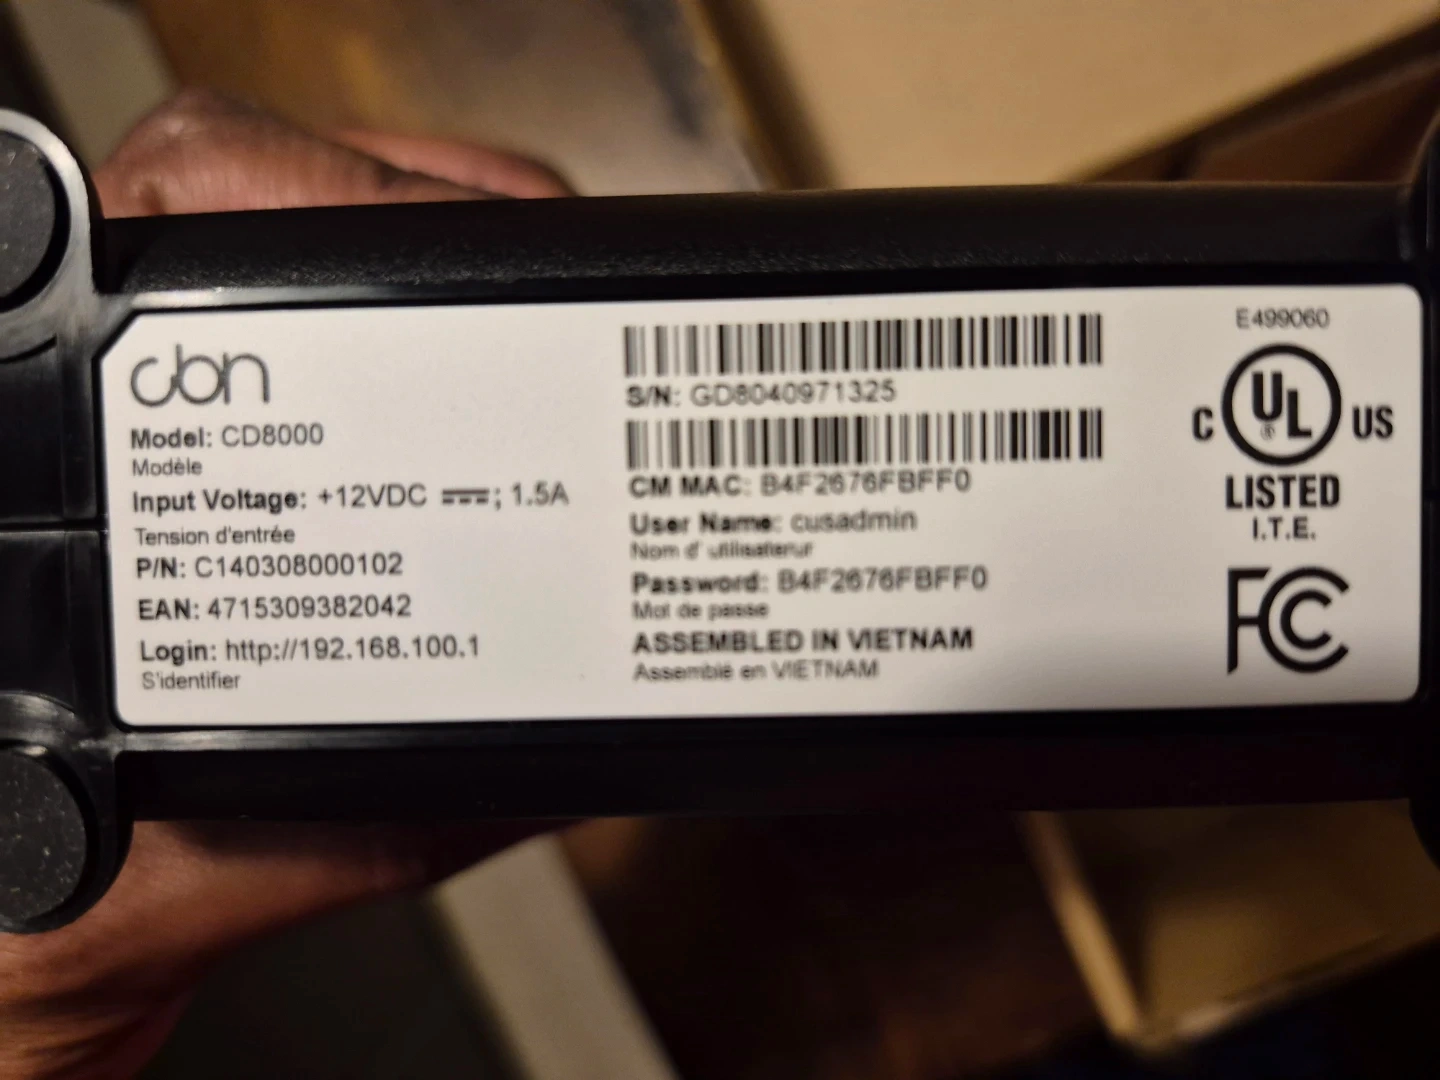 cbn
Model: CD8000
Modèle
Input Voltage: +12VDC ⎓; 1.5A
Tension d'entrée
P/N: C140308000102
EAN: 4715309382042
Login: http://192.168.100.1
S'identifier
S/N: GD8040971325
CM MAC: B4F2676FBFF0
User Name: cusadmin
Nom d' utilisateur
Password: B4F2676FBFF0
Mot de passe
ASSEMBLED IN VIETNAM
Assemblé en VIETNAM
E499060
C UL ® US
LISTED
I.T.E.
FC